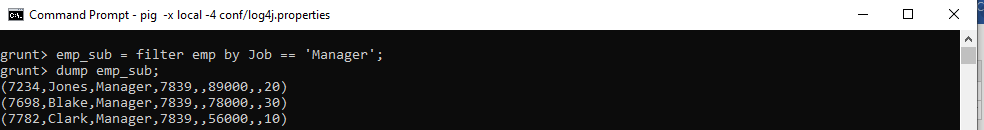 Command Prompt - pig -x local -4 conf/log4j.properties
grunt> emp_sub = filter emp by Job == 'Manager';
grunt> dump emp_sub;
(7234,Jones,Manager,7839,,89000,,20)
(7698,Blake,Manager,7839,,78000,,30)
(7782,Clark,Manager,7839,,56000,,10)